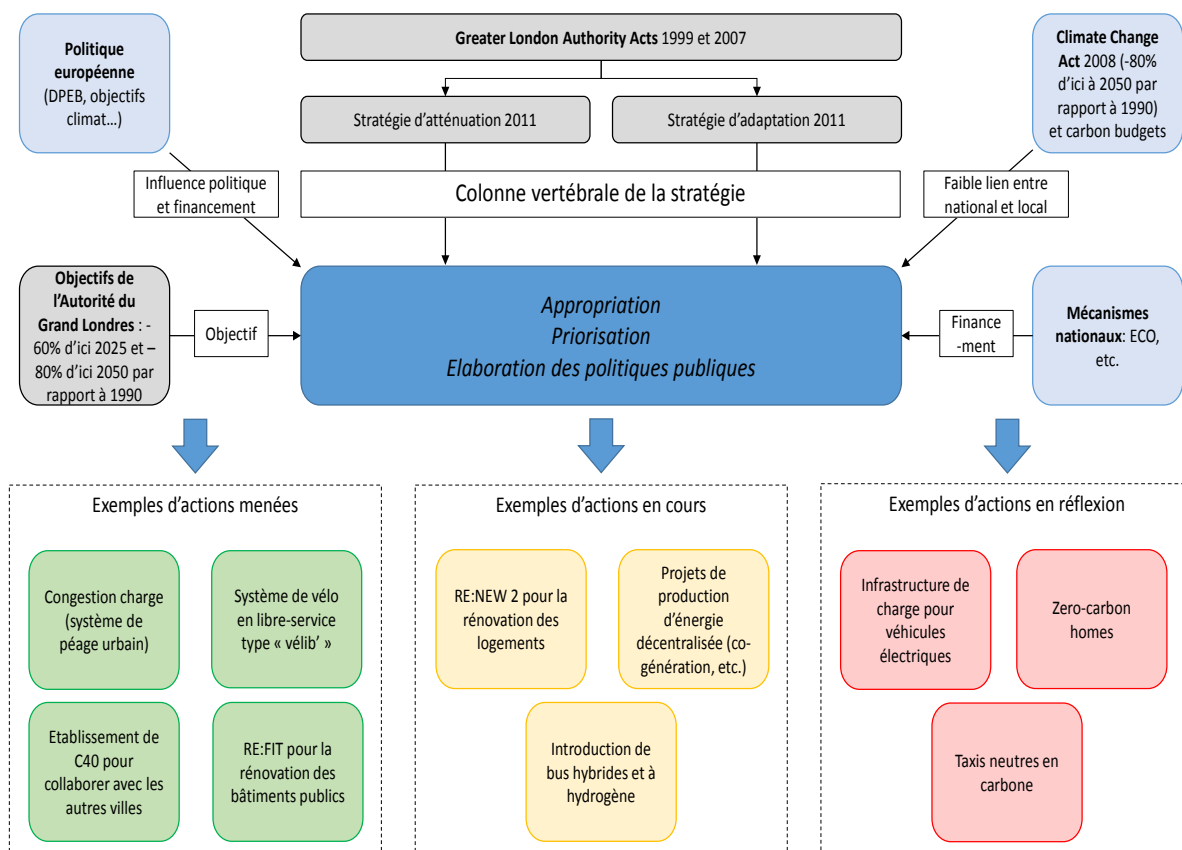 Politique
européenne
(DPEB, objectifs
climat…)
Greater London Authority Acts 1999 et 2007
Climate Change
Act 2008 (-80%
d’ici à 2050 par
rapport à 1990)
et carbon budgets
Stratégie d’atténuation 2011
Stratégie d’adaptation 2011
Influence politique
et financement
Colonne vertébrale de la stratégie
Faible lien entre
national et local
Objectifs de
l’Autorité du
Grand Londres : -
60% d’ici 2025 et –
80% d’ici 2050 par
rapport à 1990
Objectif
Appropriation
Priorisation
Elaboration des politiques publiques
Finance
-ment
Mécanismes
nationaux: ECO,
etc.
Exemples d’actions menées
Congestion charge
(système de
péage urbain)
Système de vélo
en libre-service
type « vélib’ »
Etablissement de
C40 pour
collaborer avec les
autres villes
RE:FIT pour la
rénovation des
bâtiments publics
Exemples d’actions en cours
RE:NEW 2 pour la
rénovation des
logements
Projets de
production
d’énergie
décentralisée (co-
génération, etc.)
Introduction de
bus hybrides et à
hydrogène
Exemples d’actions en réflexion
Infrastructure de
charge pour
véhicules
électriques
Zero-carbon
homes
Taxis neutres en
carbone